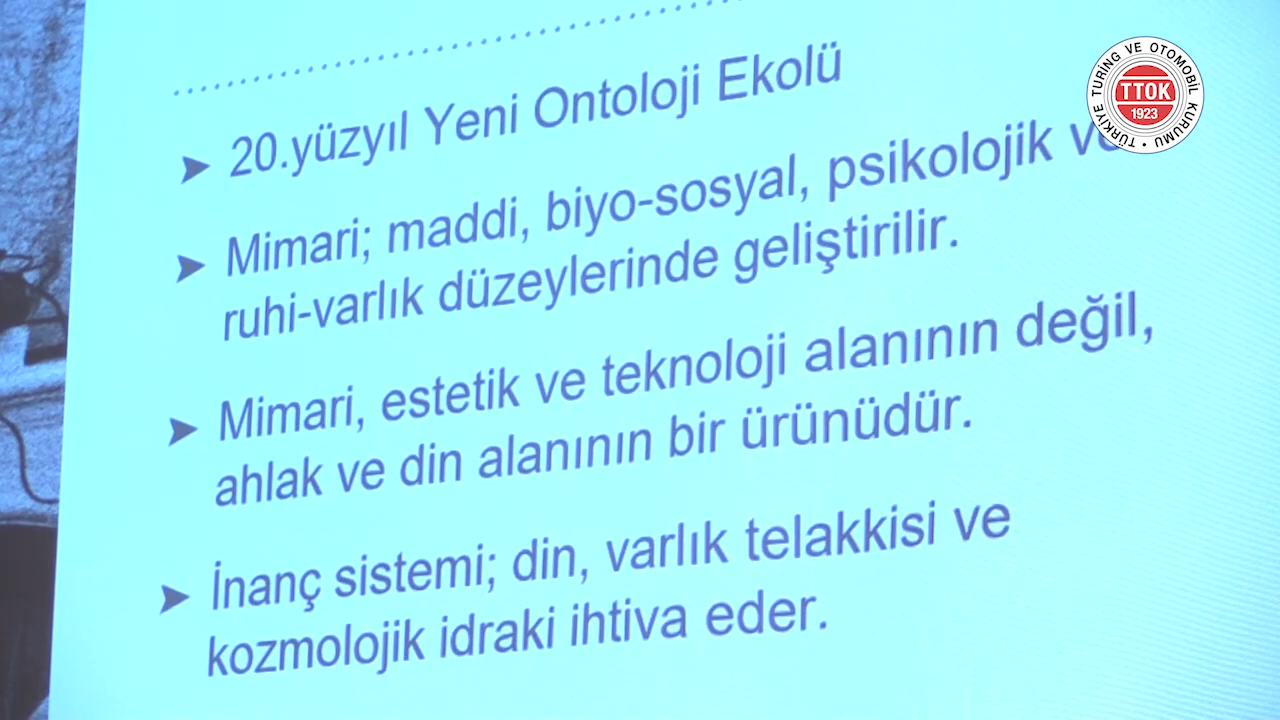 20.yüzyıl Yeni Ontoloji Ekolü
Mimari; maddi, biyo-sosyal, psikolojik ve
ruhi-varlık düzeylerinde geliştirilir.
Mimari, estetik ve teknoloji alanının değil,
ahlak ve din alanının bir ürünüdür.
İnanç sistemi; din, varlık telakkisi ve
kozmolojik idraki ihtiva eder.
TÜRKİYE TURİNG VE OTOMOBİL KURUMU
TTOK
1923